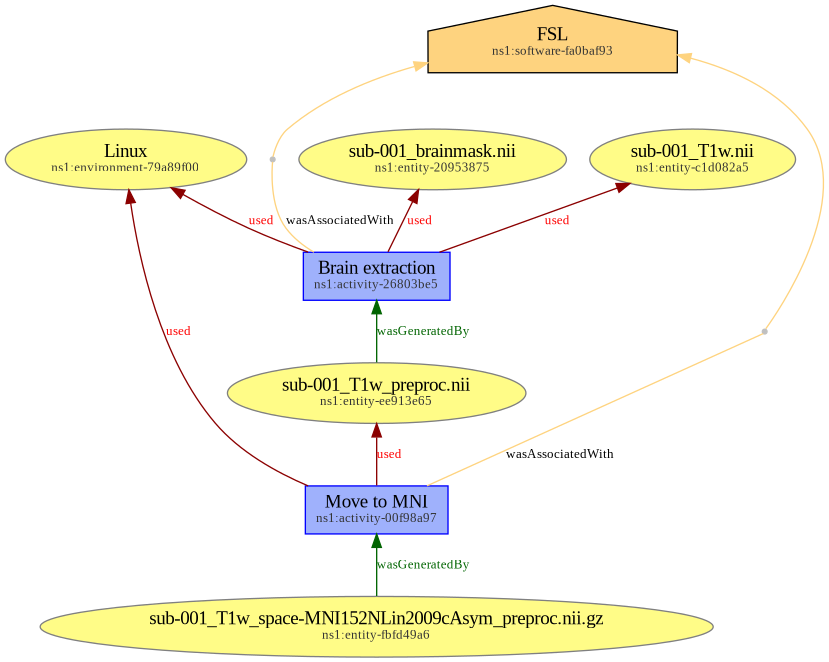 FSL
ns1:software-fa0baf93
Linux
ns1:environment-79a89f00
sub-001_brainmask.nii
ns1:entity-20953875
sub-001_T1w.nii
ns1:entity-c1d082a5
used
wasAssociatedWith
used
used
Brain extraction
ns1:activity-26803be5
used
wasGeneratedBy
sub-001_T1w_preproc.nii
ns1:entity-ee913e65
used
wasAssociatedWith
Move to MNI
ns1:activity-00f98a97
wasGeneratedBy
sub-001_T1w_space-MNI152NLin2009cAsym_preproc.nii.gz
ns1:entity-fbfd49a6